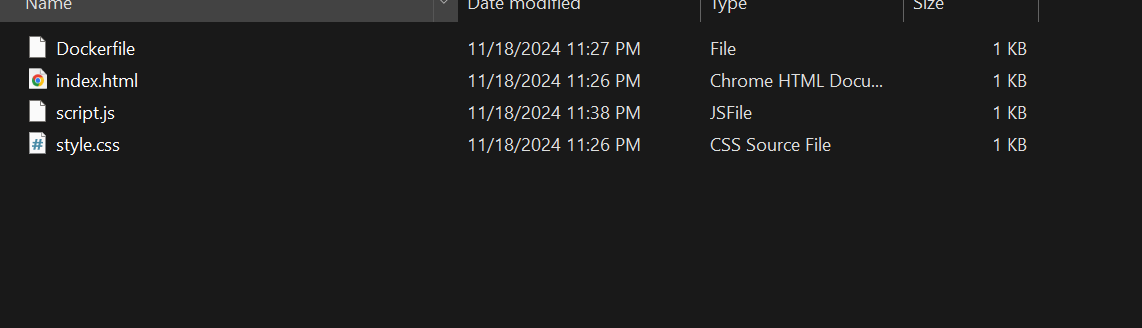 Name Date modified Type Size
Dockerfile 11/18/2024 11:27 PM File 1 KB
index.html 11/18/2024 11:26 PM Chrome HTML Docu... 1 KB
script.js 11/18/2024 11:38 PM JSFile 1 KB
style.css 11/18/2024 11:26 PM CSS Source File 1 KB